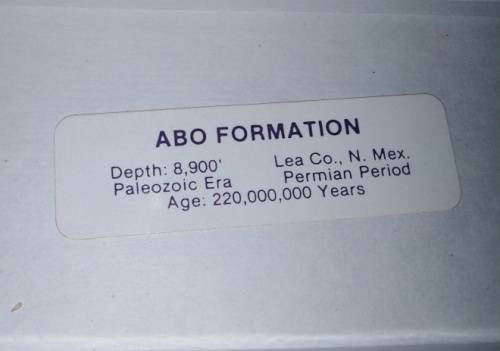 ABO FORMATION
Depth: 8,900' Lea Co., N. Mex.
Paleozoic Era Permian Period
Age: 220,000,000 Years